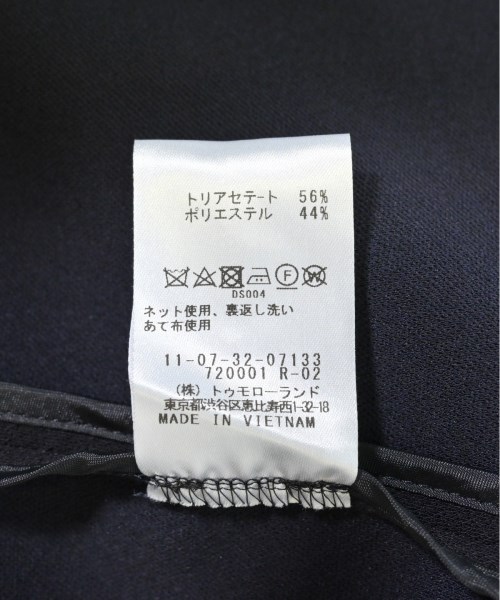 トリアセテート 56%
ポリエステル 44%
F W
DS004
ネット使用、裏返し洗い
あて布使用
11-07-32-07133
720001 R-02
(株) トゥモローランド
東京都渋谷区恵比寿西1-32-18
MADE IN VIETNAM